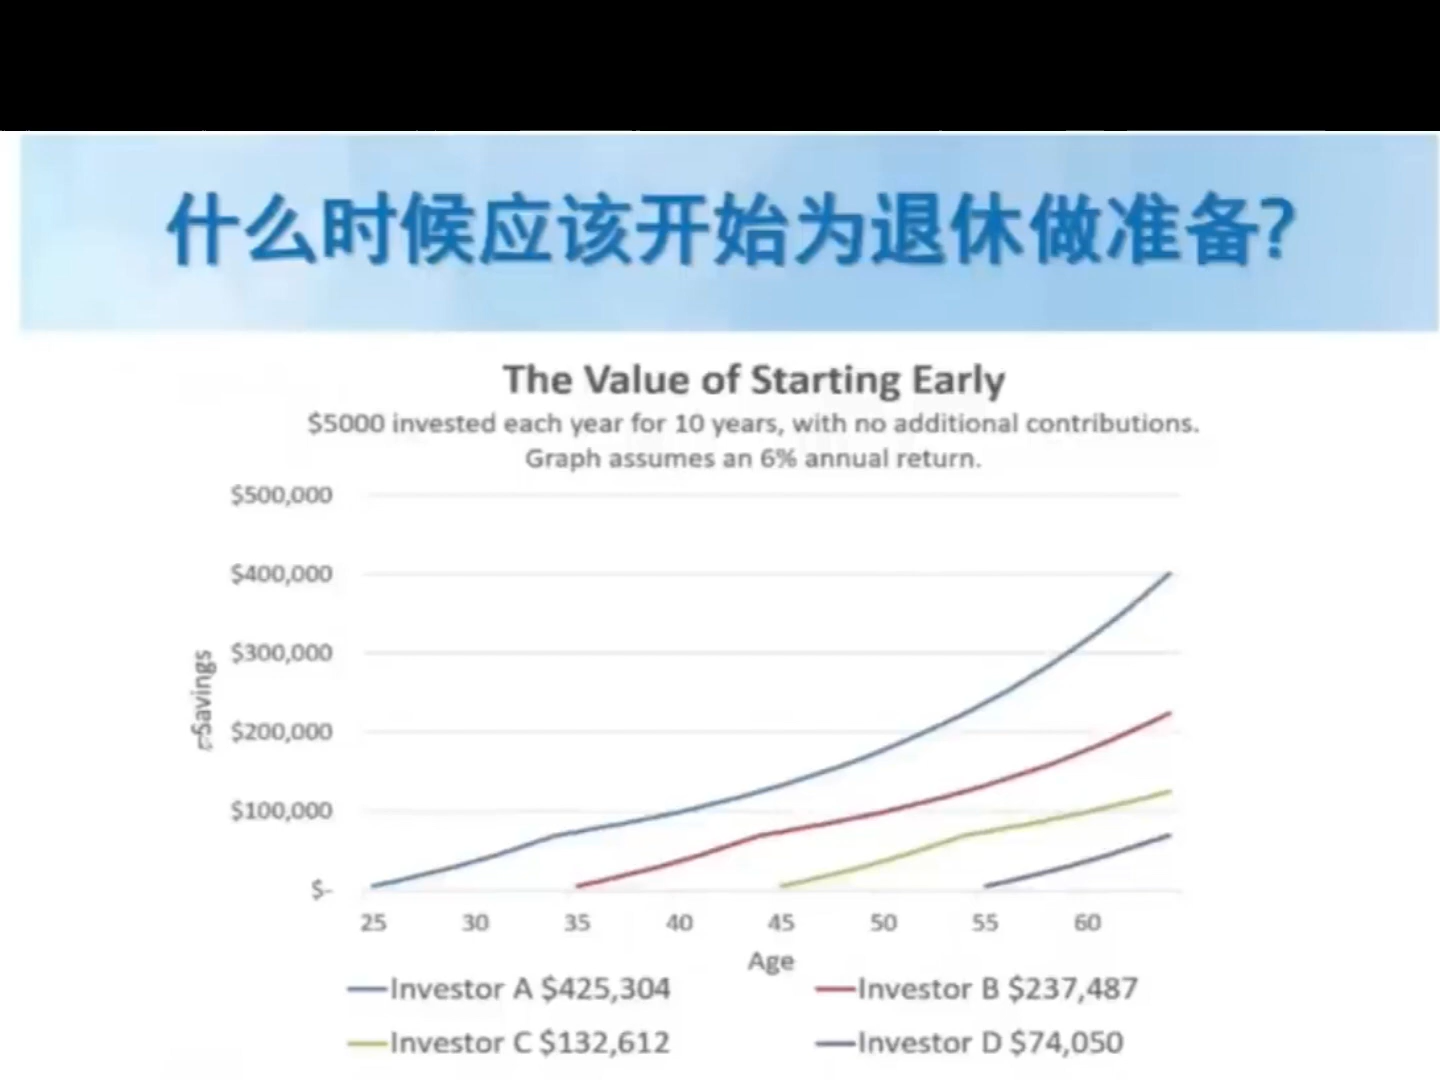 什么时候应该开始为退休做准备?
The Value of Starting Early
$5000 invested each year for 10 years, with no additional contributions.
Graph assumes an 6% annual return.
$500,000
$400,000
$300,000
$200,000
$100,000
$-
Savings
25 30 35 40 45 50 55 60
Age
Investor A $425,304 Investor B $237,487
Investor C $132,612 Investor D $74,050